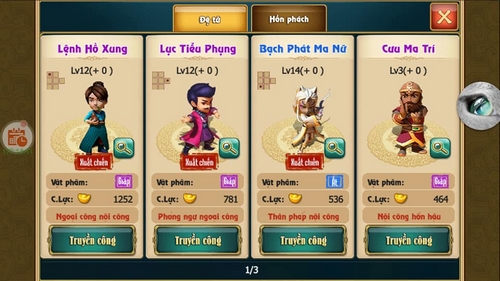 Đệ tử
Hồn phách
Lệnh Hồ Xung
Lục Tiểu Phụng
Bạch Phát Ma Nữ
Cưu Ma Trí
Lv12(+ 0 )
Lv12(+ 0 )
Lv14(+ 0 )
Lv3(+ 0 )
Xuất chiến
Xuất chiến
Xuất chiến
Vật phẩm:
Vật phẩm:
Vật phẩm:
Vật phẩm:
C.Lực: 1252
C.Lực: 781
C.Lực: 536
C.Lực: 464
Ngoại công nội công
Phòng ngự ngoại công
Thân pháp nội công
Nội công hỗn hầu
Truyền công
Truyền công
Truyền công
Truyền công
1/3